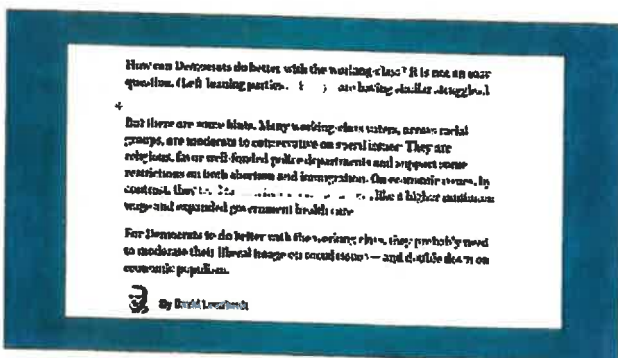 How can Democrats do better with the working class? It is not an easy
question. (Left-leaning parties are having similar struggles.)
But there are some hints. Many working-class voters, across racial
groups, are moderate to conservative on social issues. They are
religious, favor well-funded police departments and support some
restrictions on both abortion and immigration. On economic issues, by
contrast, they like a higher minimum
wage and expanded government health care
For Democrats to do better with the working class, they probably need
to moderate their liberal image on social issues — and double down on
economic populism.
By David Leonhardt